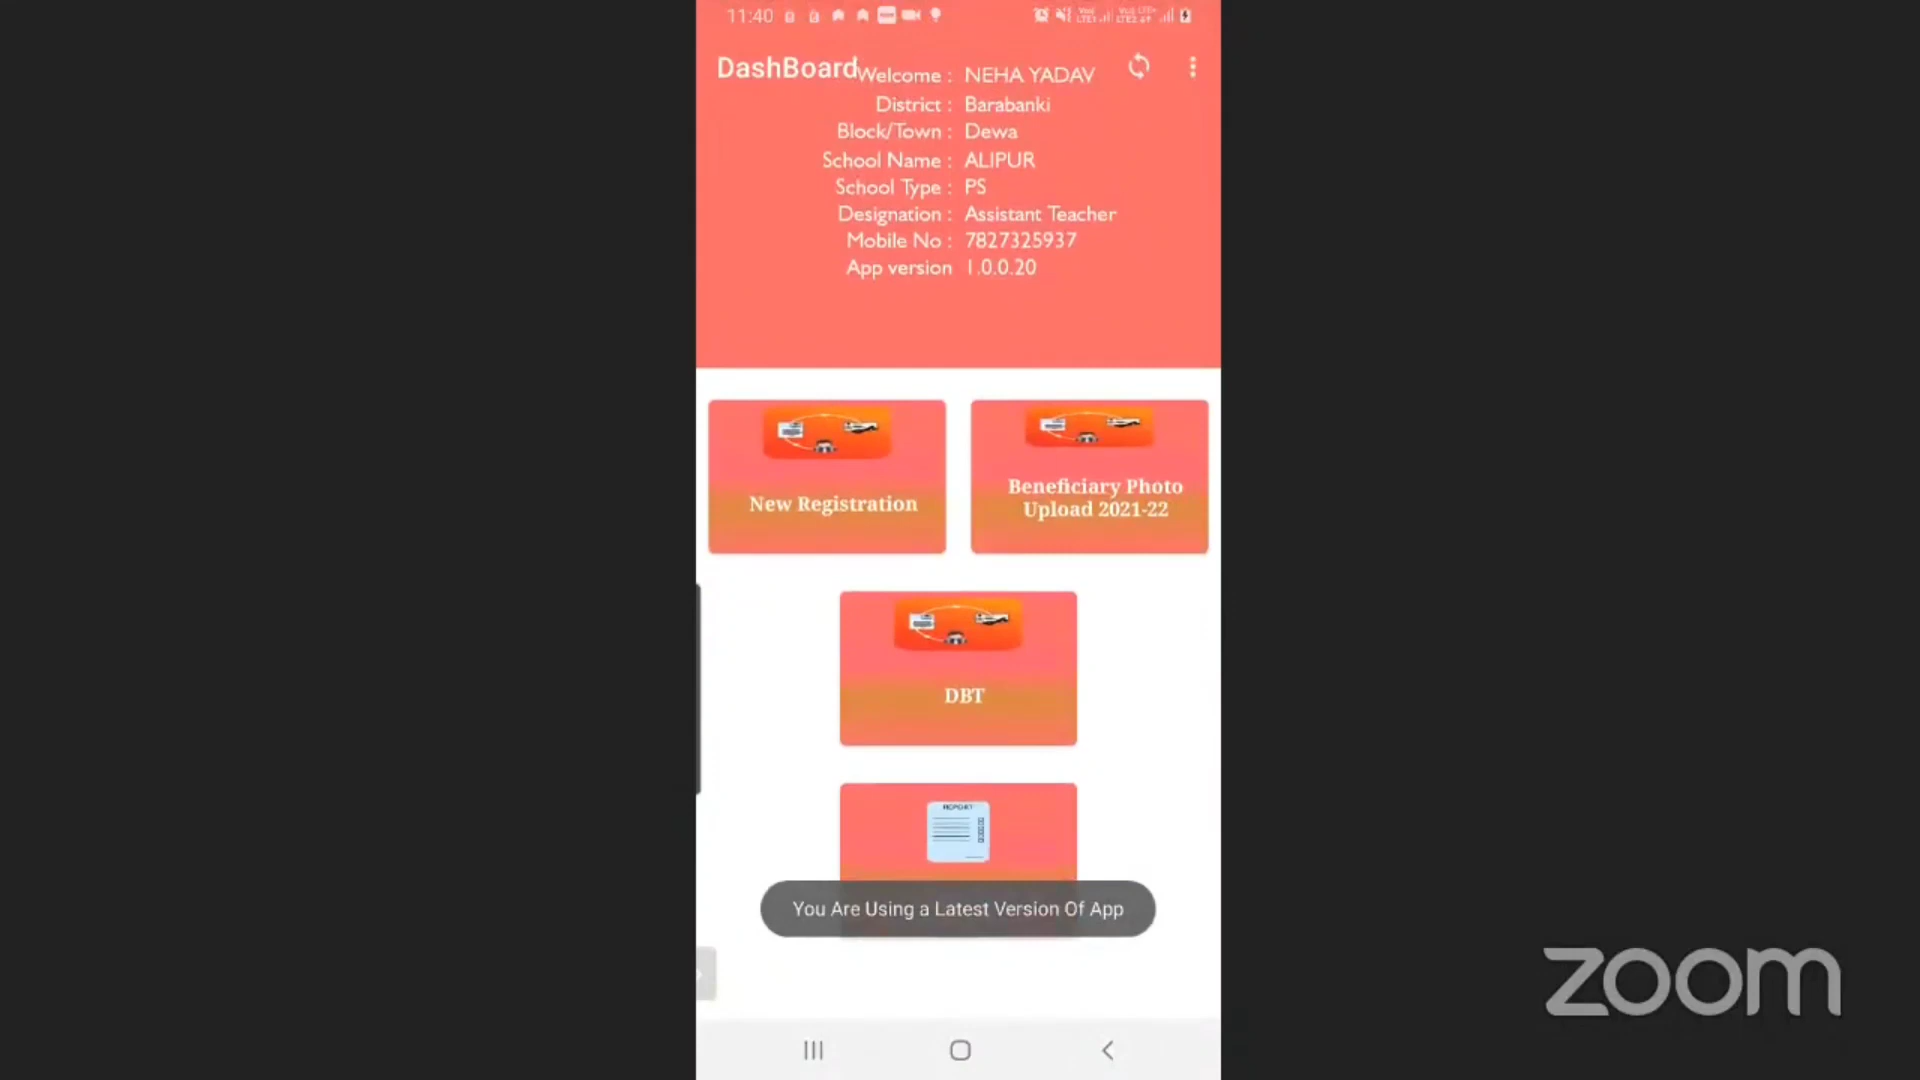 11:40
DashBoard
Welcome : NEHA YADAV
District : Barabanki
Block/Town : Dewa
School Name : ALIPUR
School Type : PS
Designation : Assistant Teacher
Mobile No : 7827325937
App version 1.0.0.20
New Registration
Beneficiary Photo
Upload 2021-22
DBT
REPORT
You Are Using a Latest Version Of App
zoom